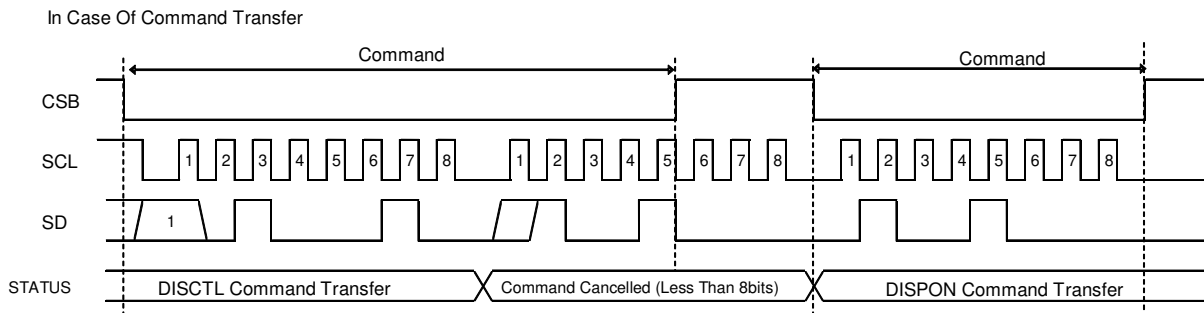 In Case Of Command Transfer
Command
Command
CSB
SCL
1 2 3 4 5 6 7 8 1 2 3 4 5 6 7 8 1 2 3 4 5 6 7 8
SD
1
STATUS
DISCTL Command Transfer
Command Cancelled (Less Than 8bits)
DISPON Command Transfer